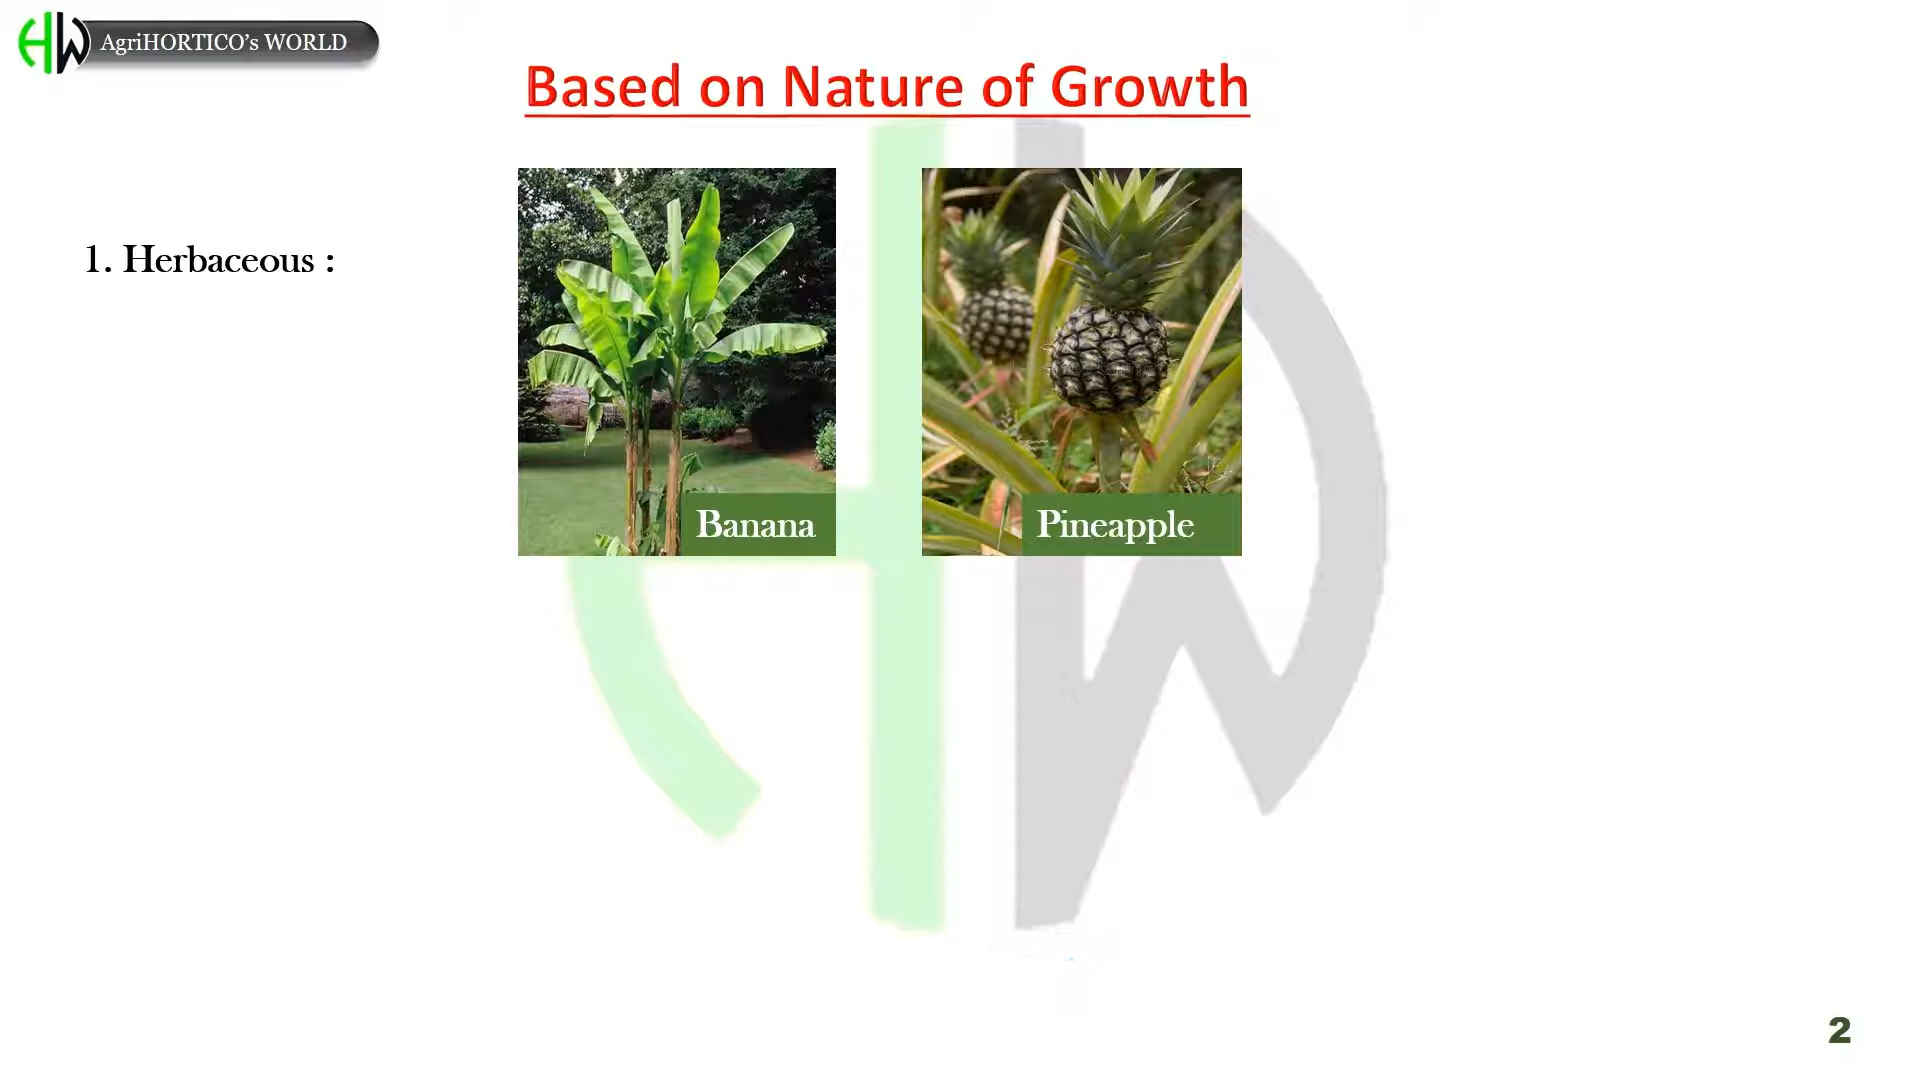 AgriHORTICO's WORLD
Based on Nature of Growth
1. Herbaceous :
Banana
Pineapple
2